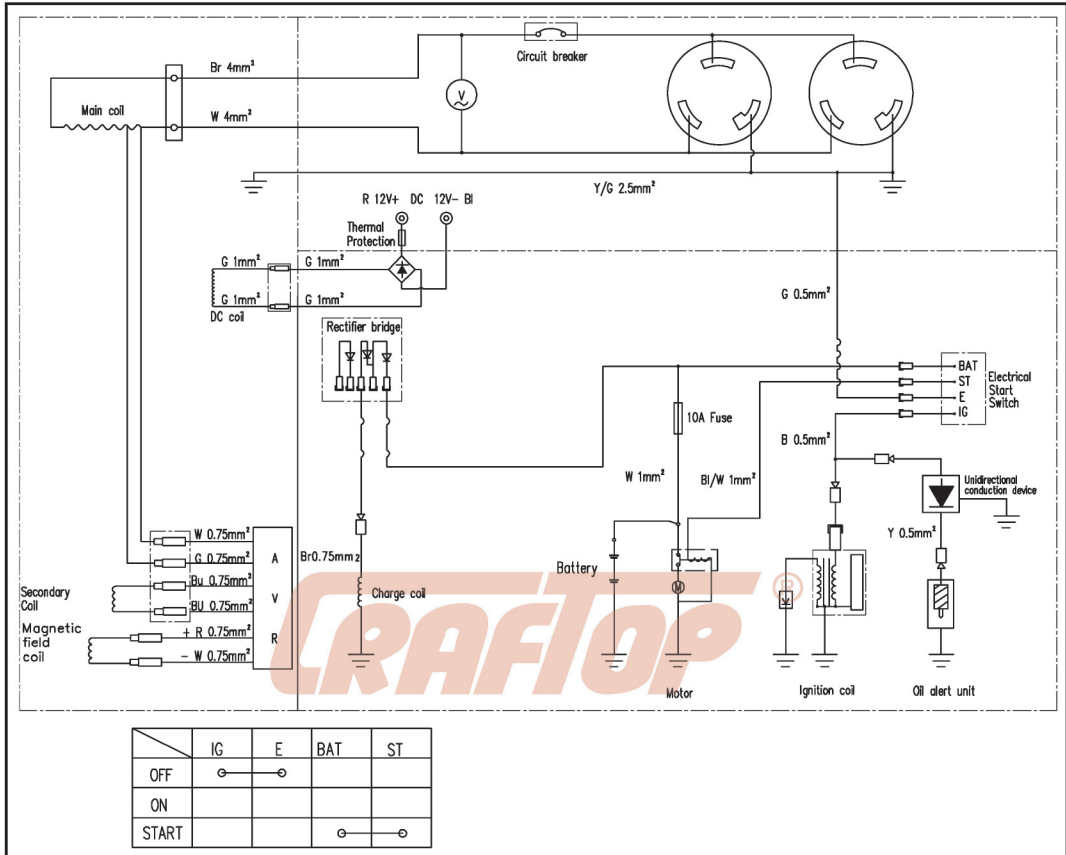 Br 4mm²
Circuit breaker
V
Main coil
W 4mm²
Y/G 2.5mm²
R 12V+ DC 12V- Bl
Thermal
Protection
G 1mm² G 1mm²
G 1mm² G 1mm²
DC coil
G 0.5mm²
Rectifier bridge
BAT
ST
E
IG
Electrical
Start
Switch
10A Fuse
B 0.5mm²
W 1mm²
Bl/W 1mm²
Unidirectional
conduction device
Y 0.5mm²
W 0.75mm²
G 0.75mm²
Bu 0.75mm²
BU 0.75mm²
+ R 0.75mm²
- W 0.75mm²
A
V
R
Br0.75mm2
Secondary
Coil
Magnetic
field
coil
Charge coil
Battery
M
CRAFTOP
®
Motor
Ignition coil
Oil alert unit
IG E BAT ST
OFF
ON
START